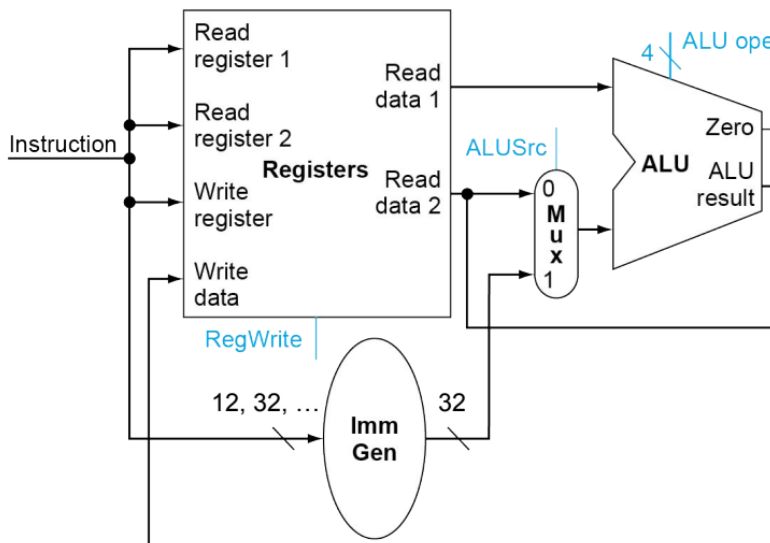 Instruction
Read
register 1
Read
register 2
Write
register
Write
data
Registers
Read
data 1
Read
data 2
RegWrite
12, 32, …
Imm
Gen
32
ALUSrc
0
M
u
x
1
4
ALU ope
Zero
ALU
ALU
result